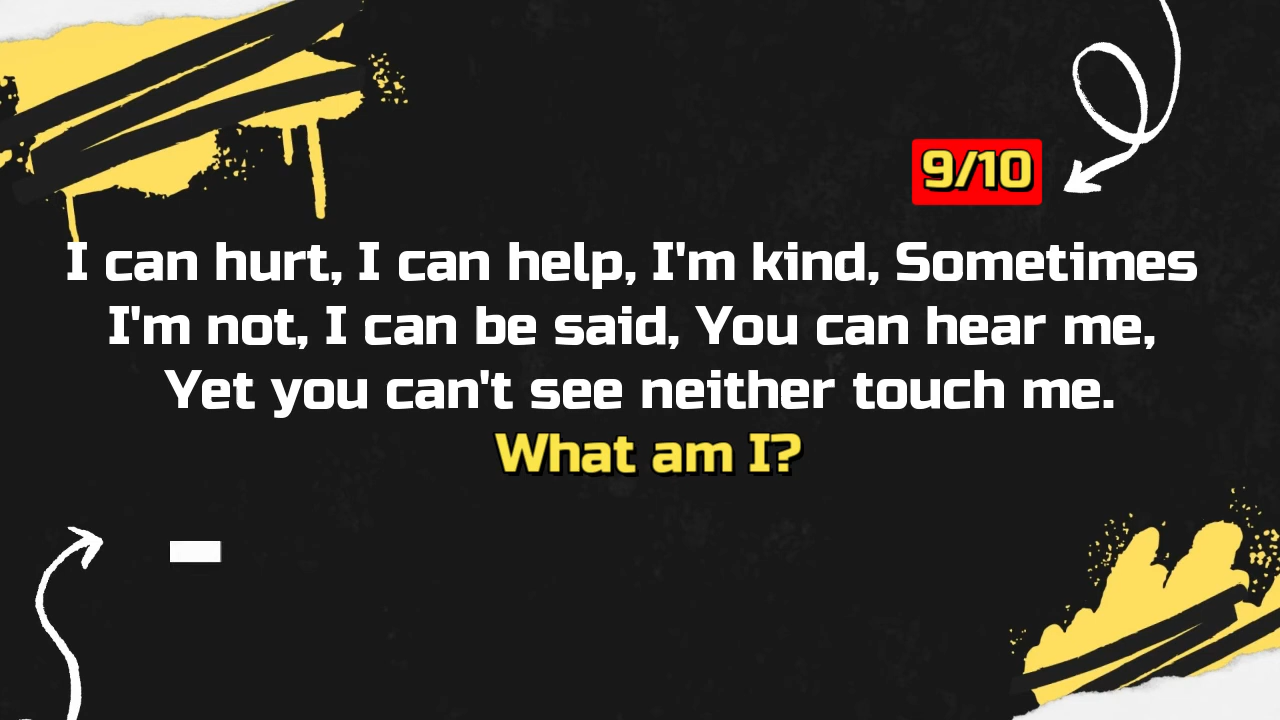 9/10
I can hurt, I can help, I'm kind, Sometimes
I'm not, I can be said, You can hear me,
Yet you can't see neither touch me.
What am I?